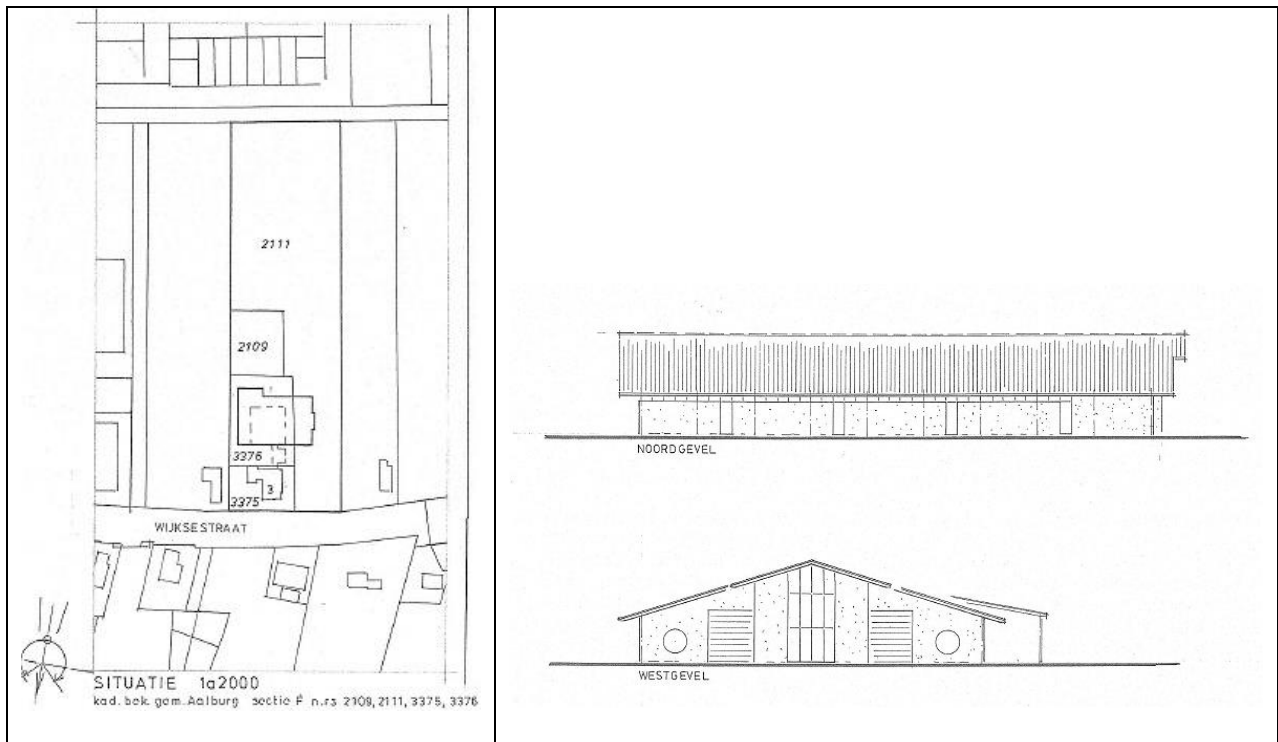 2111
2109
3376
3
3375
WIJKSESTRAAT
SITUATIE 1a2000
kad. bek. gem. Aalburg sectie F n.rs 2109, 2111, 3375, 3376
NOORDGEVEL
WESTGEVEL